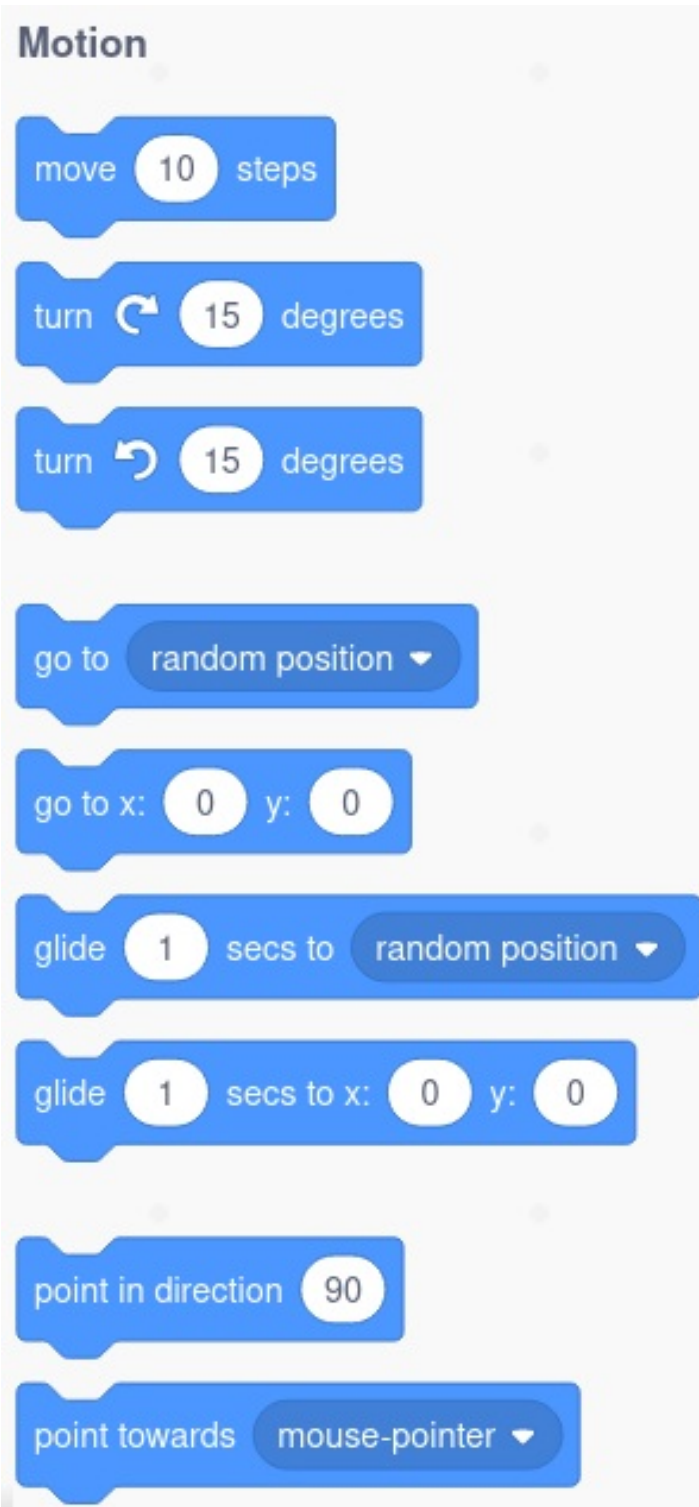 Motion
move 10 steps
turn 15 degrees
turn 15 degrees
go to random position
go to x: 0 y: 0
glide 1 secs to random position
glide 1 secs to x: 0 y: 0
point in direction 90
point towards mouse-pointer